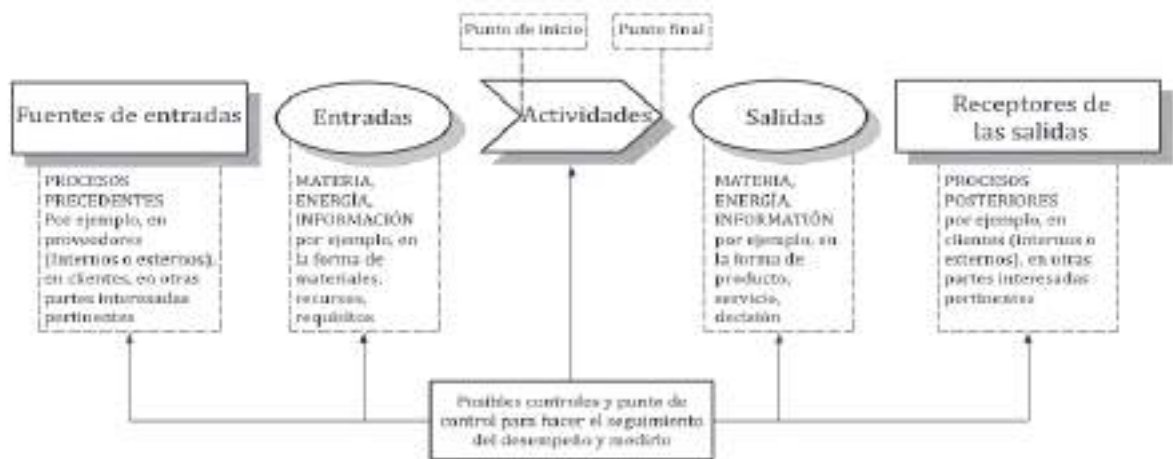 Punto de inicio
Punto final
Fuentes de entradas
Entradas
Actividades
Salidas
Receptores de
las salidas
PROCESOS
PRECEDENTES
Por ejemplo, en
proveedores
(internos o externos),
en clientes, en otras
partes interesadas
pertinentes
MATERIA,
ENERGÍA,
INFORMACIÓN
por ejemplo, en
la forma de
materiales,
recursos,
requisitos
MATERIA,
ENERGÍA,
INFORMATIÓN
por ejemplo, en
la forma de
producto,
servicio,
decisión
PROCESOS
POSTERIORES
por ejemplo, en
clientes (internos o
externos), en otras
partes interesadas
pertinentes
Posibles controles y punto de
control para hacer el seguimiento
del desempeño y medirlo